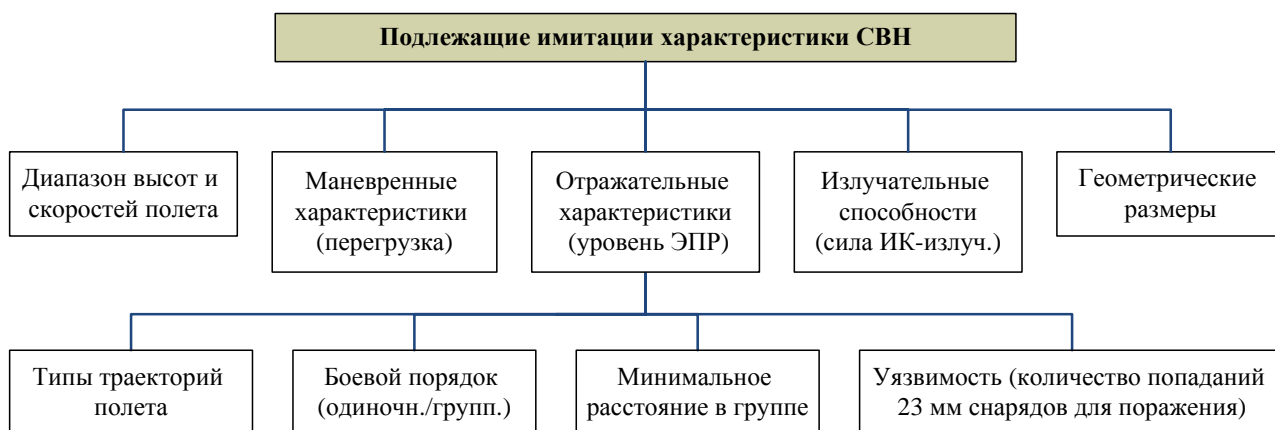 Подлежащие имитации характеристики СВН
Диапазон высот и
скоростей полета
Маневренные
характеристики
(перегрузка)
Отражательные
характеристики
(уровень ЭПР)
Излучательные
способности
(сила ИК-излуч.)
Геометрические
размеры
Типы траекторий
полета
Боевой порядок
(одиночн./групп.)
Минимальное
расстояние в группе
Уязвимость (количество попаданий
23 мм снарядов для поражения)